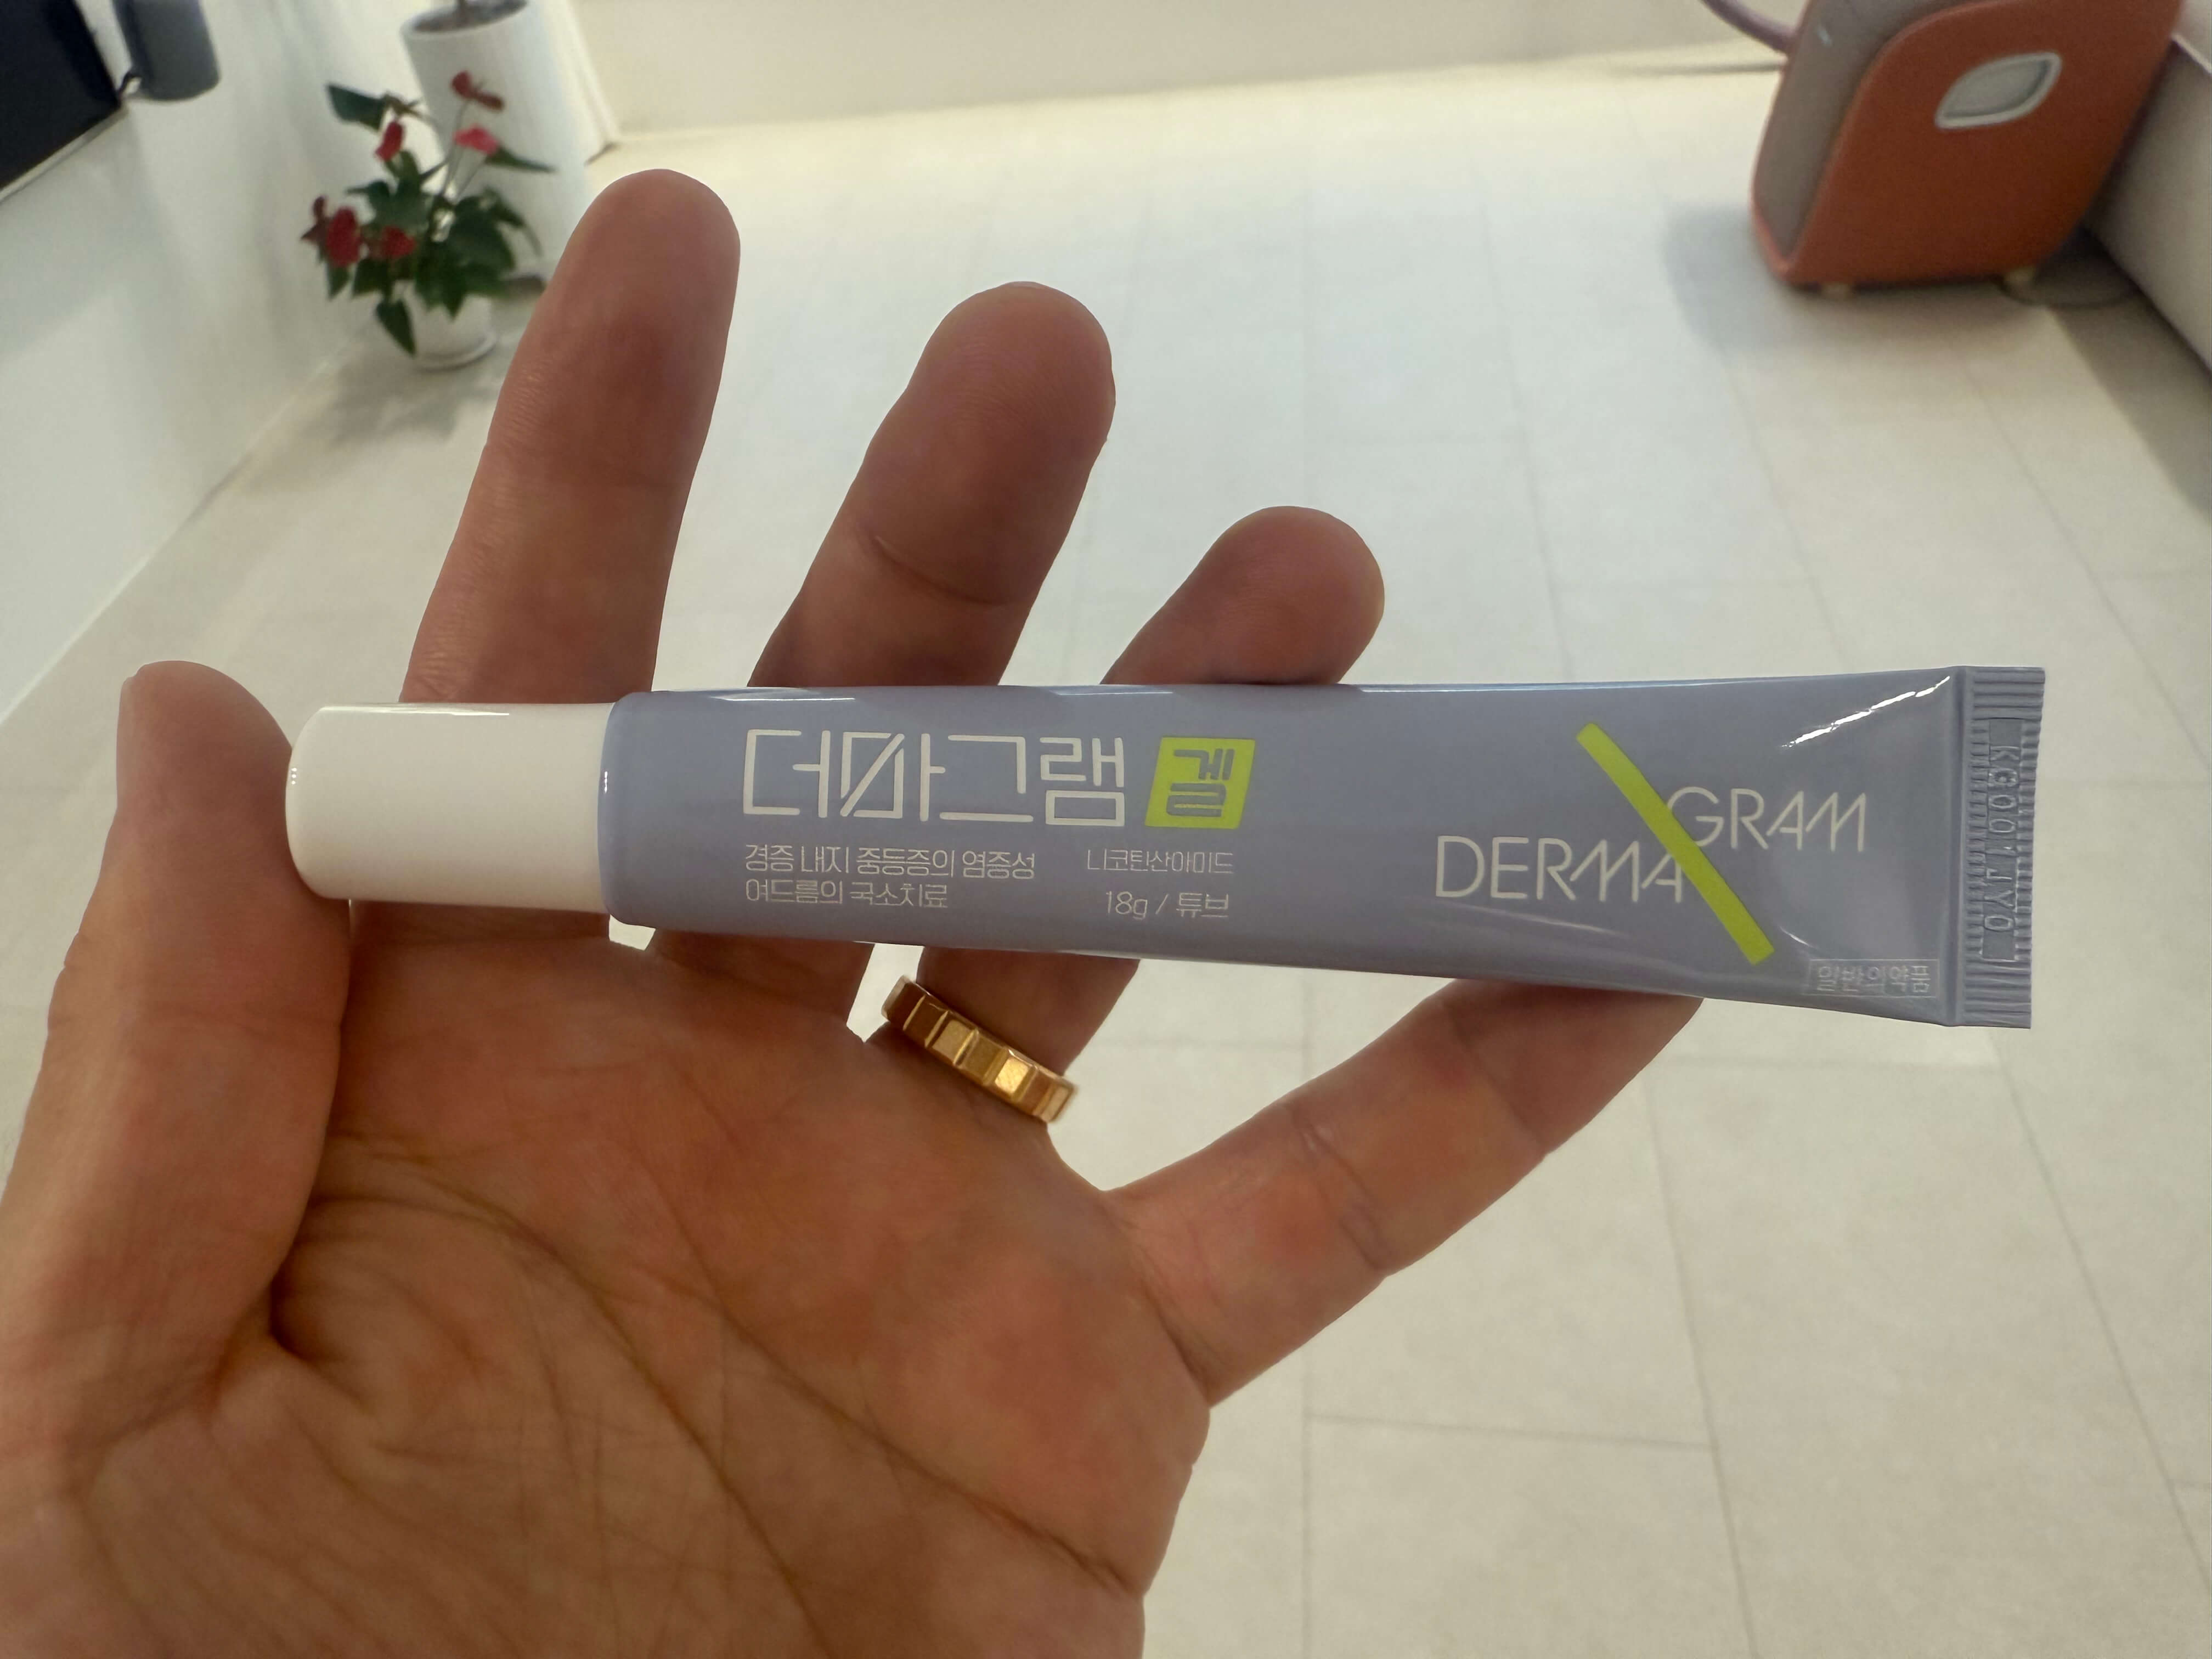 더마그램 겔
경증 내지 중등증의 염증성
여드름의 국소치료
니코틴산아미드
18g / 튜브
DERMA GRAM
일반의약품